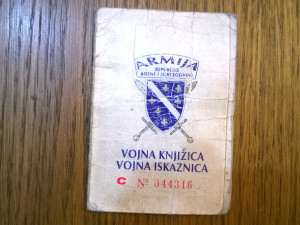 ARMIJA
REPUBLIKE
BOSNE I HERCEGOVINE
VOJNA KNJIŽICA
VOJNA ISKAZNICA
C № 044316